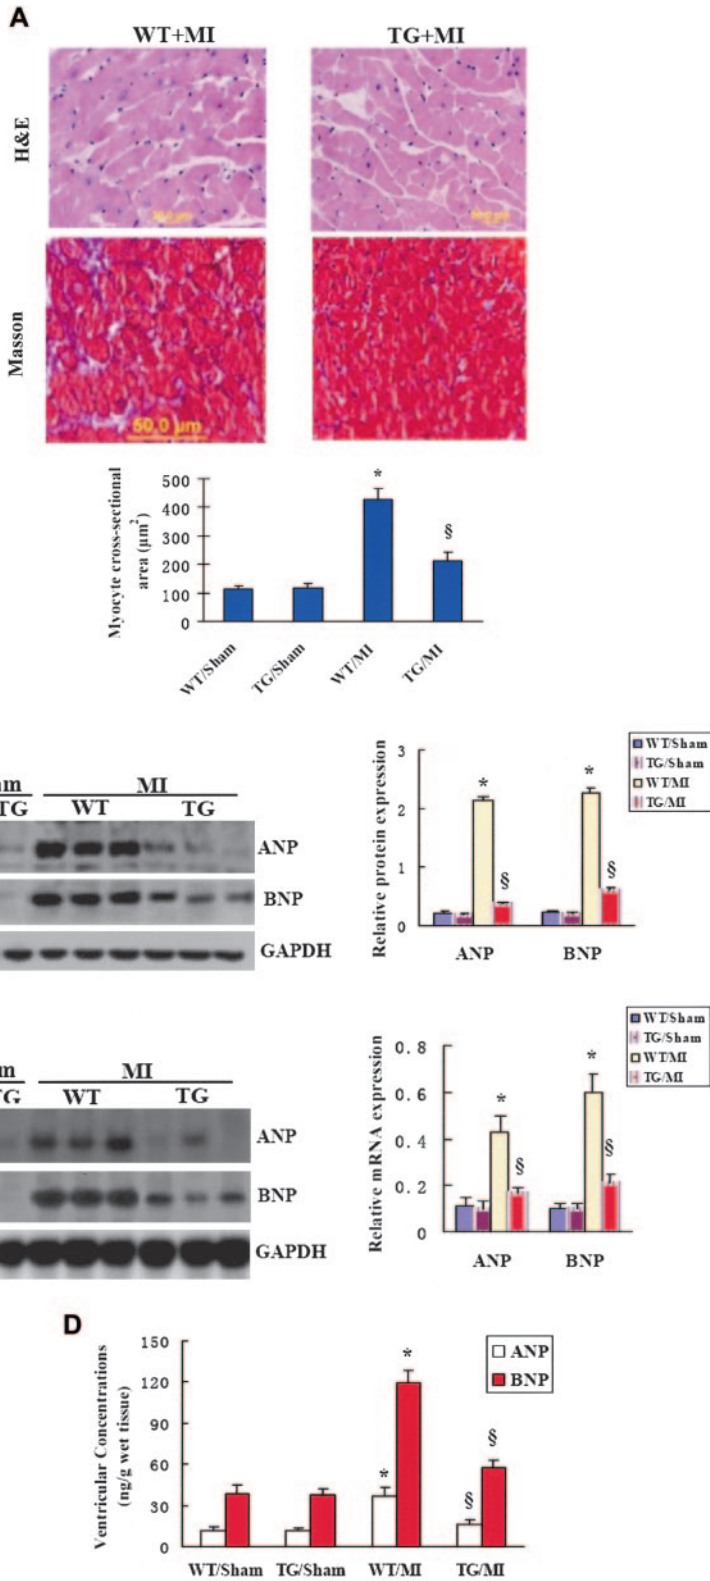 A
WT+MI TG+MI
H&E
Masson
50.0 µm
Myocyte cross-sectional
area (µm²)
500
400
300
200
100
0
*
§
WT/Sham TG/Sham WT/MI TG/MI
MI
TG WT TG
ANP
BNP
GAPDH
Relative protein expression
3
2
1
0
* §
* §
ANP BNP
WT/Sham
TG/Sham
WT/MI
TG/MI
MI
WT TG
ANP
BNP
GAPDH
Relative mRNA expression
0.8
0.6
0.4
0.2
0
* §
* §
ANP BNP
WT/Sham
TG/Sham
WT/MI
TG/MI
D
Ventricular Concentrations
(ng/g wet tissue)
150
120
90
60
30
0
* *
§ §
ANP
BNP
WT/Sham TG/Sham WT/MI TG/MI